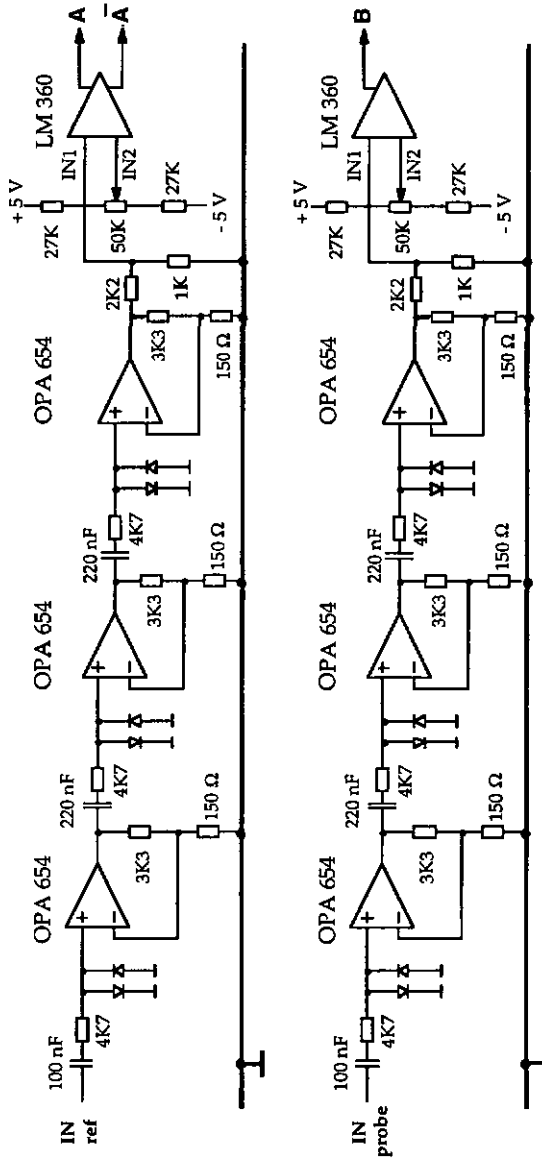 IN
ref
100 nF
4K7
OPA 654
+
−
3K3
150 Ω
220 nF
4K7
OPA 654
+
−
3K3
150 Ω
220 nF
4K7
OPA 654
+
−
3K3
150 Ω
2K2
1K
+ 5 V
27K
50K
27K
- 5 V
IN1
IN2
LM 360
A
A̅
IN
probe
100 nF
4K7
OPA 654
+
−
3K3
150 Ω
220 nF
4K7
OPA 654
+
−
3K3
150 Ω
220 nF
4K7
OPA 654
+
−
3K3
150 Ω
2K2
1K
+ 5 V
27K
50K
27K
- 5 V
IN1
IN2
LM 360
B